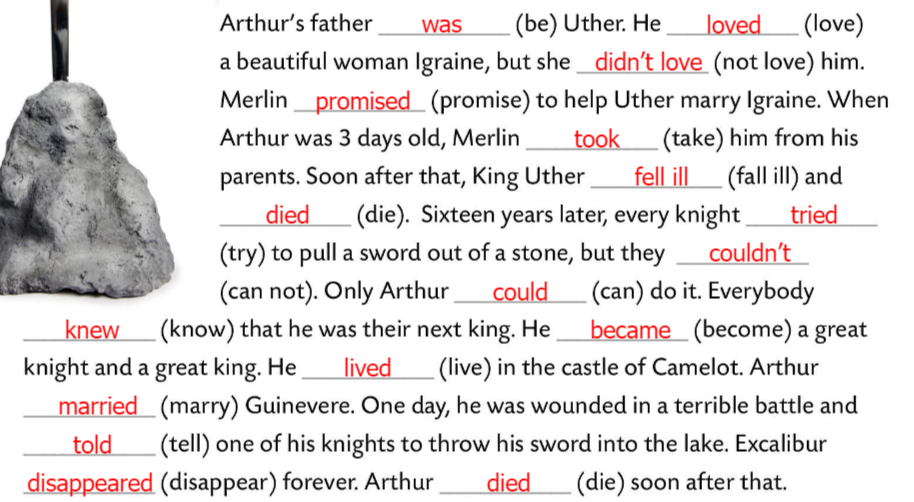 Arthur's father was (be) Uther. He loved (love)
a beautiful woman Igraine, but she didn't love (not love) him.
Merlin promised (promise) to help Uther marry Igraine. When
Arthur was 3 days old, Merlin took (take) him from his
parents. Soon after that, King Uther fell ill (fall ill) and
died (die). Sixteen years later, every knight tried
(try) to pull a sword out of a stone, but they couldn't
(can not). Only Arthur could (can) do it. Everybody
knew (know) that he was their next king. He became (become) a great
knight and a great king. He lived (live) in the castle of Camelot. Arthur
married (marry) Guinevere. One day, he was wounded in a terrible battle and
told (tell) one of his knights to throw his sword into the lake. Excalibur
disappeared (disappear) forever. Arthur died (die) soon after that.